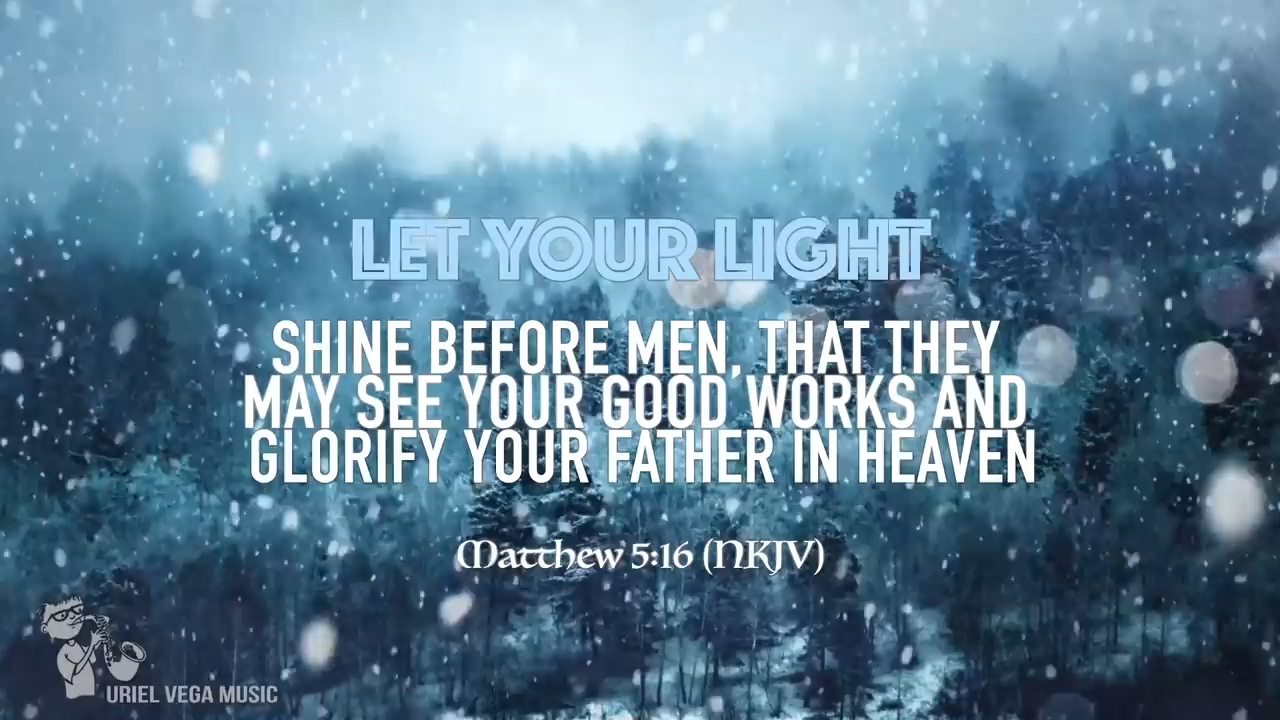 LET YOUR LIGHT
SHINE BEFORE MEN, THAT THEY
MAY SEE YOUR GOOD WORKS AND
GLORIFY YOUR FATHER IN HEAVEN
Matthew 5:16 (NKJV)
URIEL VEGA MUSIC